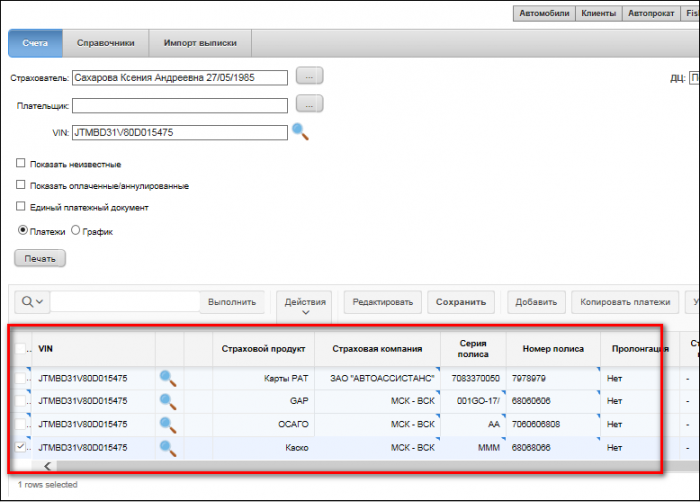 Автомобили Клиенты Автопрокат Fis
Счета Справочники Импорт выписки
Страхователь: Сахарова Ксения Андреевна 27/05/1985 ... ДЦ: П
Плательщик: ...
VIN: JTMBD31V80D015475
Показать неизвестные
Показать оплаченные/аннулированные
Единый платежный документ
Платежи График
Печать
Выполнить Действия Редактировать Сохранить Добавить Копировать платежи У
VIN Страховой продукт Страховая компания Серия полиса Номер полиса Пролонгация
JTMBD31V80D015475 Карты РАТ ЗАО "АВТОАССИСТАНС" 7083370050 7978979 Нет -
JTMBD31V80D015475 GAP МСК - ВСК 001GO-17/ 68060606 Нет -
JTMBD31V80D015475 ОСАГО МСК - ВСК АА 7060606808 Нет -
JTMBD31V80D015475 Каско МСК - ВСК МММ 68068066 Нет -
1 rows selected